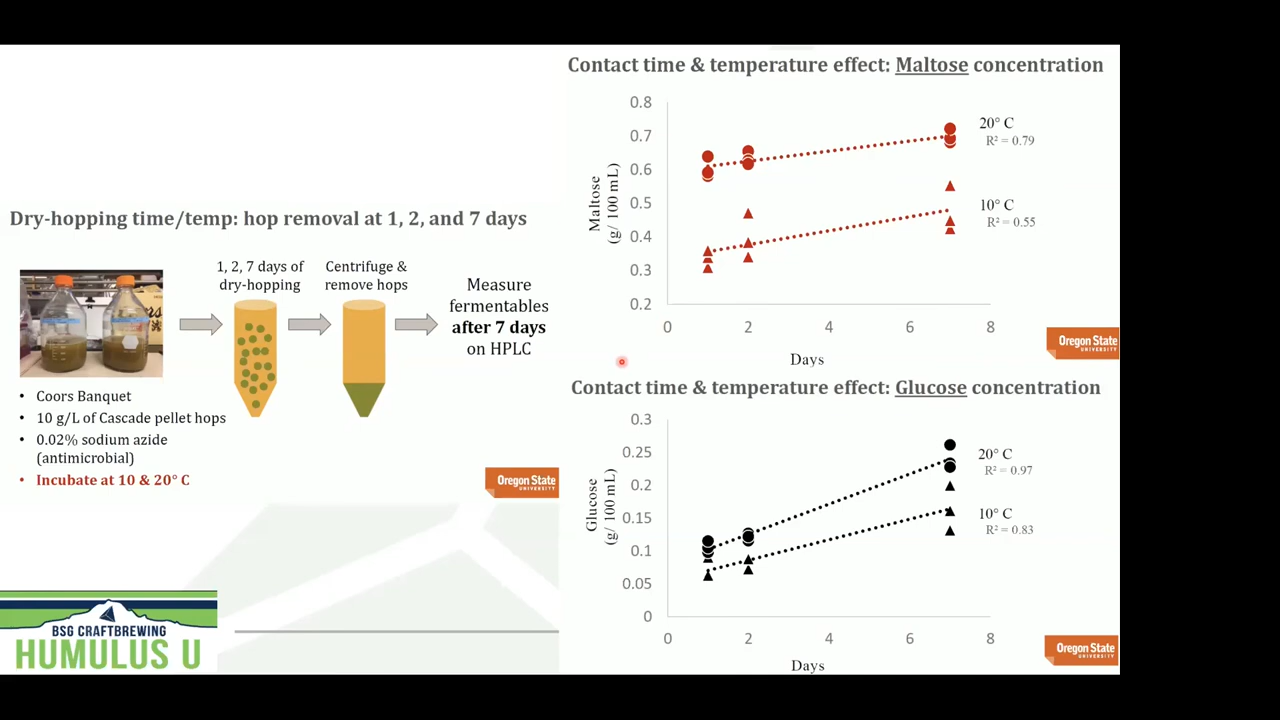 Dry-hopping time/temp: hop removal at 1, 2, and 7 days
1, 2, 7 days of
dry-hopping
Centrifuge &
remove hops
Measure
fermentables
after 7 days
on HPLC
• Coors Banquet
• 10 g/L of Cascade pellet hops
• 0.02% sodium azide
(antimicrobial)
• Incubate at 10 & 20° C
Oregon State
UNIVERSITY
BSG CRAFTBREWING
HUMULUS U
Contact time & temperature effect: Maltose concentration
Maltose
(g/ 100 mL)
0.8
0.7
0.6
0.5
0.4
0.3
0.2
0 2 4 6 8
Days
20° C
R² = 0.79
10° C
R² = 0.55
Oregon State
UNIVERSITY
Contact time & temperature effect: Glucose concentration
Glucose
(g/ 100 mL)
0.3
0.25
0.2
0.15
0.1
0.05
0
0 2 4 6 8
Days
20° C
R² = 0.97
10° C
R² = 0.83
Oregon State
UNIVERSITY